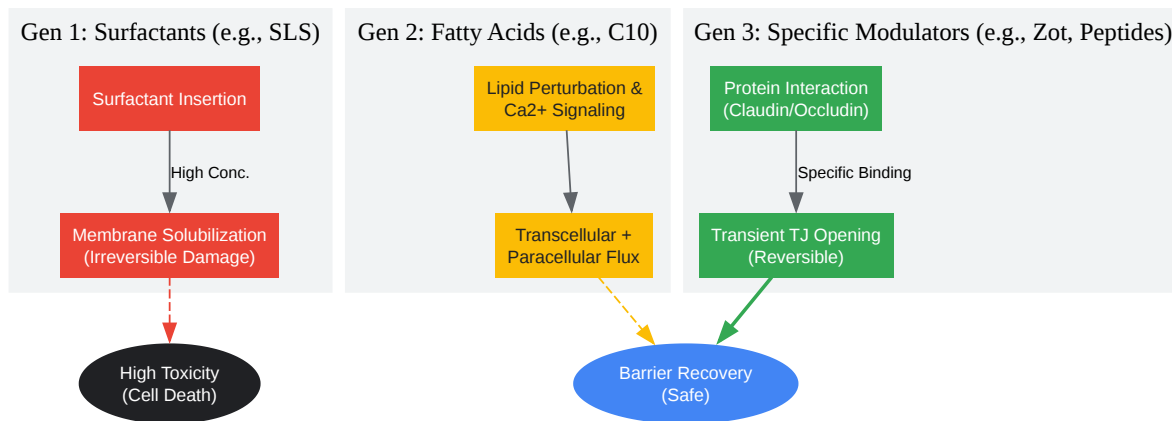 Gen 1: Surfactants (e.g., SLS)
Surfactant Insertion
High Conc.
Membrane Solubilization
(Irreversible Damage)
High Toxicity
(Cell Death)
Gen 2: Fatty Acids (e.g., C10)
Lipid Perturbation &
Ca2+ Signaling
Transcellular +
Paracellular Flux
Gen 3: Specific Modulators (e.g., Zot, Peptides)
Protein Interaction
(Claudin/Occludin)
Specific Binding
Transient TJ Opening
(Reversible)
Barrier Recovery
(Safe)